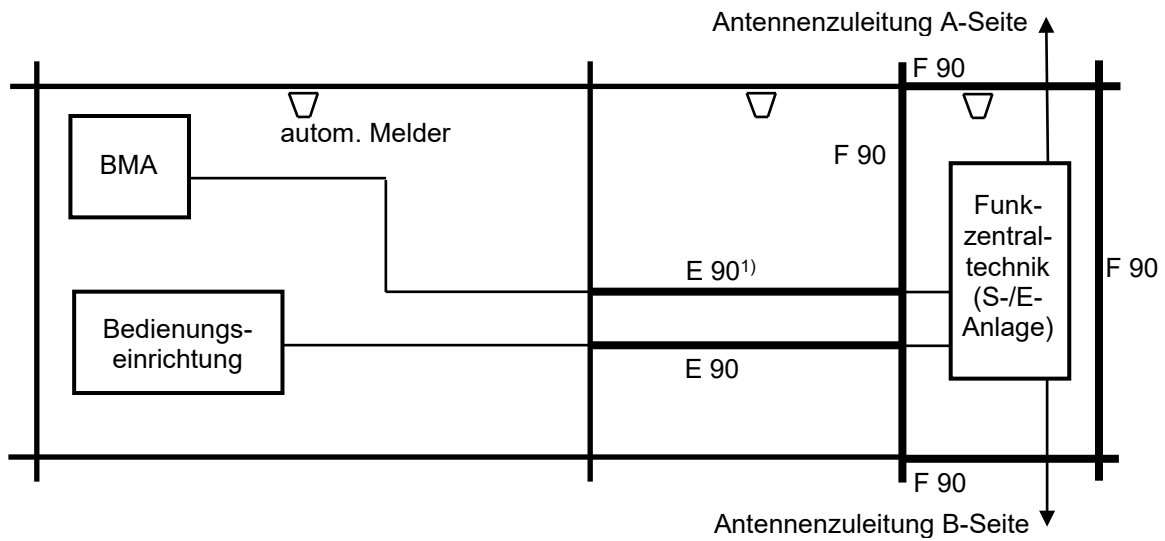 Antennenzuleitung A-Seite
F 90
autom. Melder
BMA
F 90
Funk-
zentral-
technik
(S-/E-
Anlage)
F 90
E 90¹⁾
Bedienungs-
einrichtung
E 90
F 90
Antennenzuleitung B-Seite